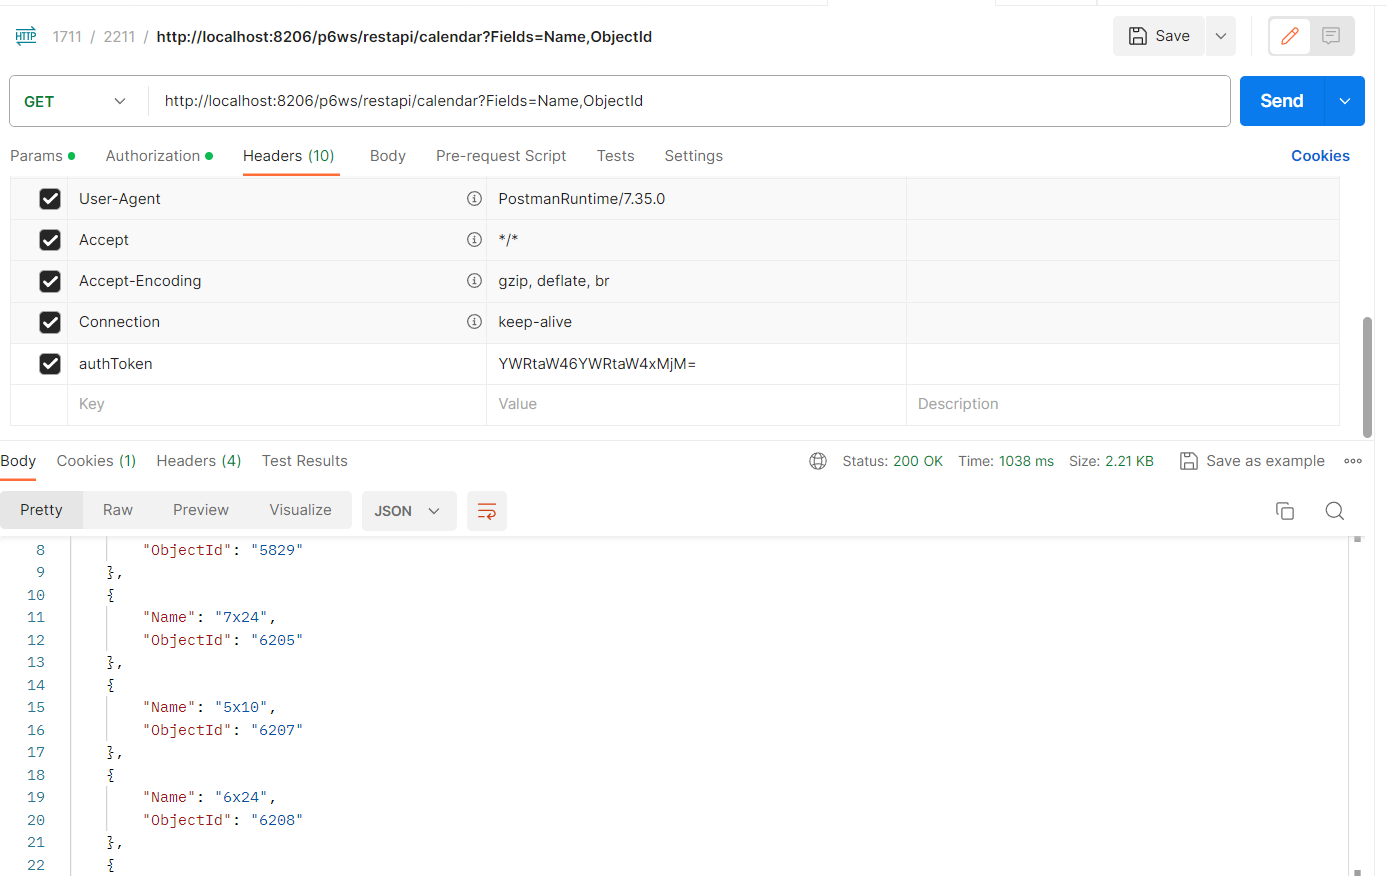 HTTP 1711 / 2211 / http://localhost:8206/p6ws/restapi/calendar?Fields=Name,ObjectId Save
GET http://localhost:8206/p6ws/restapi/calendar?Fields=Name,ObjectId Send
Params Authorization Headers (10) Body Pre-request Script Tests Settings Cookies
User-Agent PostmanRuntime/7.35.0
Accept */*
Accept-Encoding gzip, deflate, br
Connection keep-alive
authToken YWRtaW46YWRtaW4xMjM=
Key Value Description
Body Cookies (1) Headers (4) Test Results Status: 200 OK Time: 1038 ms Size: 2.21 KB Save as example
Pretty Raw Preview Visualize JSON
8 "ObjectId": "5829"
9 },
10 {
11 "Name": "7x24",
12 "ObjectId": "6205"
13 },
14 {
15 "Name": "5x10",
16 "ObjectId": "6207"
17 },
18 {
19 "Name": "6x24",
20 "ObjectId": "6208"
21 },
22 {